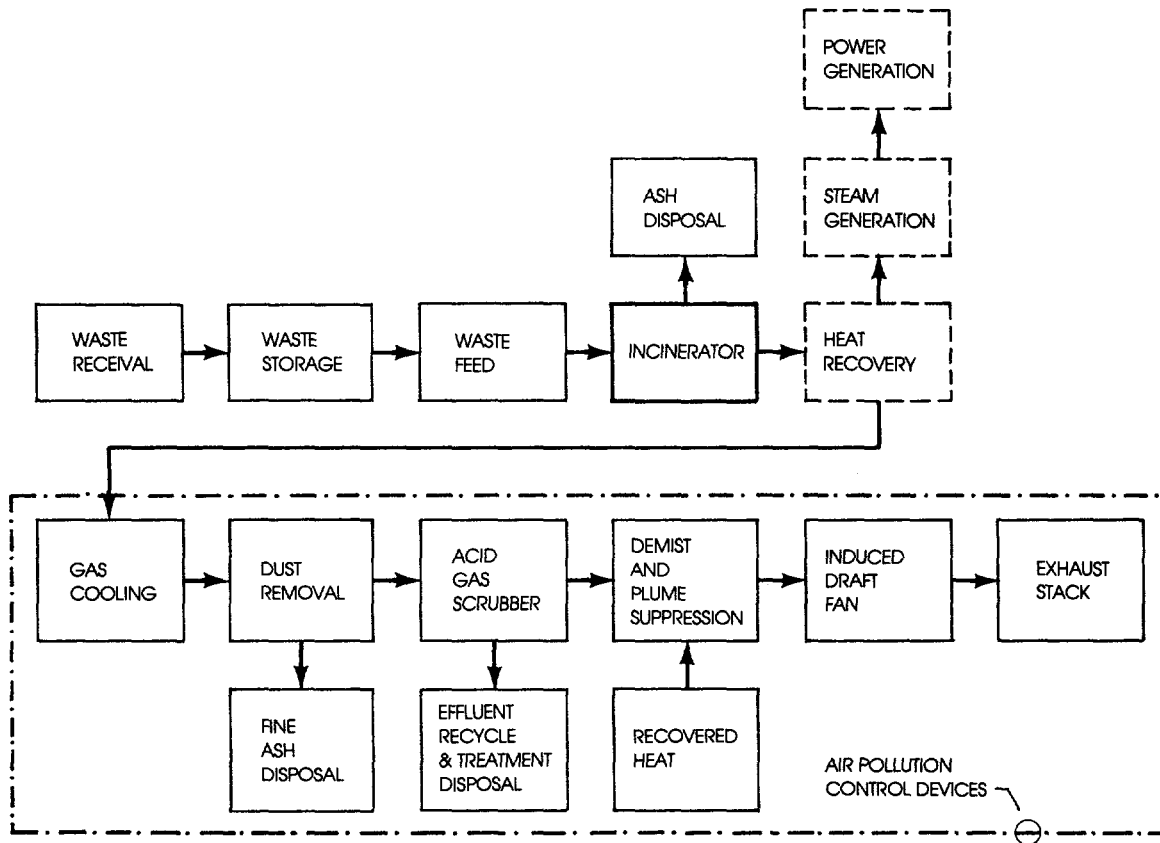 POWER
GENERATION
ASH
DISPOSAL
STEAM
GENERATION
WASTE
RECEIVAL
WASTE
STORAGE
WASTE
FEED
INCINERATOR
HEAT
RECOVERY
GAS
COOLING
DUST
REMOVAL
ACID
GAS
SCRUBBER
DEMIST
AND
PLUME
SUPPRESSION
INDUCED
DRAFT
FAN
EXHAUST
STACK
FINE
ASH
DISPOSAL
EFFLUENT
RECYCLE
& TREATMENT
DISPOSAL
RECOVERED
HEAT
AIR POLLUTION
CONTROL DEVICES